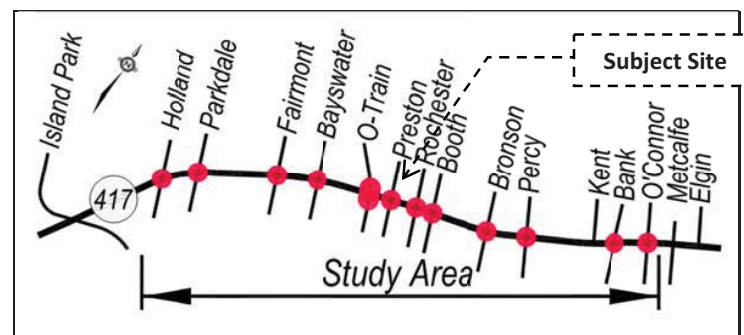 Island Park
Holland
Parkdale
Fairmont
Bayswater
O-Train
Preston
Rochester
Booth
Bronson
Percy
Kent
Bank
O'Connor
Metcalfe
Elgin
Subject Site
417
Study Area